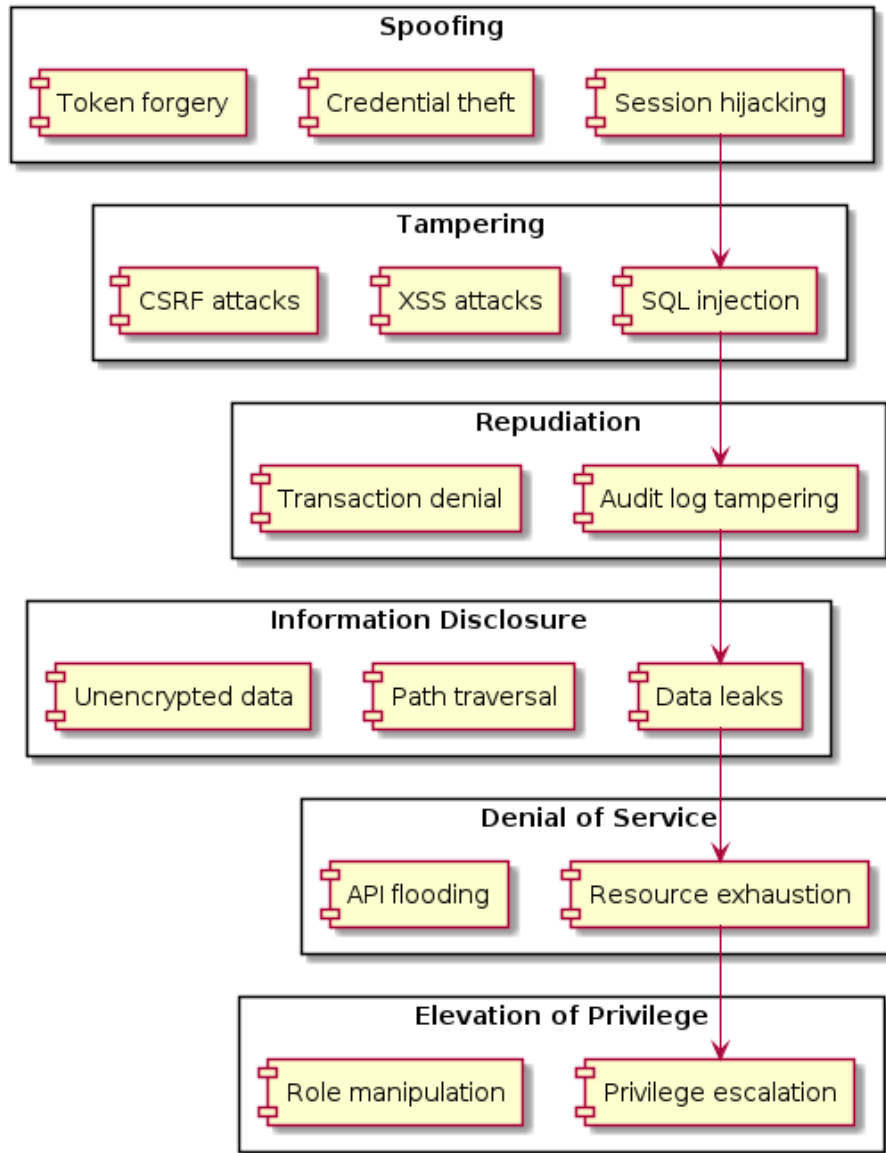 Spoofing
Token forgery
Credential theft
Session hijacking
Tampering
CSRF attacks
XSS attacks
SQL injection
Repudiation
Transaction denial
Audit log tampering
Information Disclosure
Unencrypted data
Path traversal
Data leaks
Denial of Service
API flooding
Resource exhaustion
Elevation of Privilege
Role manipulation
Privilege escalation